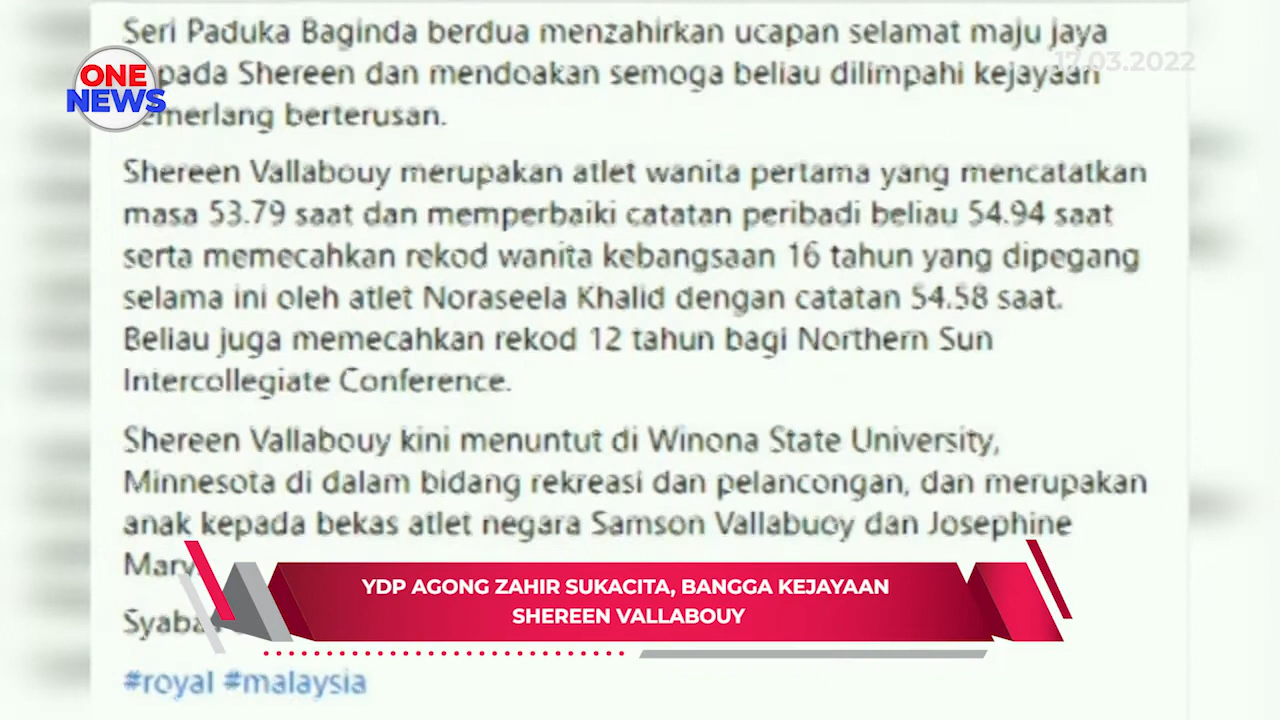 Seri Paduka Baginda berdua menzahirkan ucapan selamat maju jaya
pada Shereen dan mendoakan semoga beliau dilimpahi kejayaan
emerlang berterusan.
ONE
NEWS
17.03.2022
Shereen Vallabouy merupakan atlet wanita pertama yang mencatatkan
masa 53.79 saat dan memperbaiki catatan peribadi beliau 54.94 saat
serta memecahkan rekod wanita kebangsaan 16 tahun yang dipegang
selama ini oleh atlet Noraseela Khalid dengan catatan 54.58 saat.
Beliau juga memecahkan rekod 12 tahun bagi Northern Sun
Intercollegiate Conference.
Shereen Vallabouy kini menuntut di Winona State University,
Minnesota di dalam bidang rekreasi dan pelancongan, dan merupakan
anak kepada bekas atlet negara Samson Vallabuoy dan Josephine
Mary
YDP AGONG ZAHIR SUKACITA, BANGGA KEJAYAAN
SHEREEN VALLABOUY
#royal #malaysia